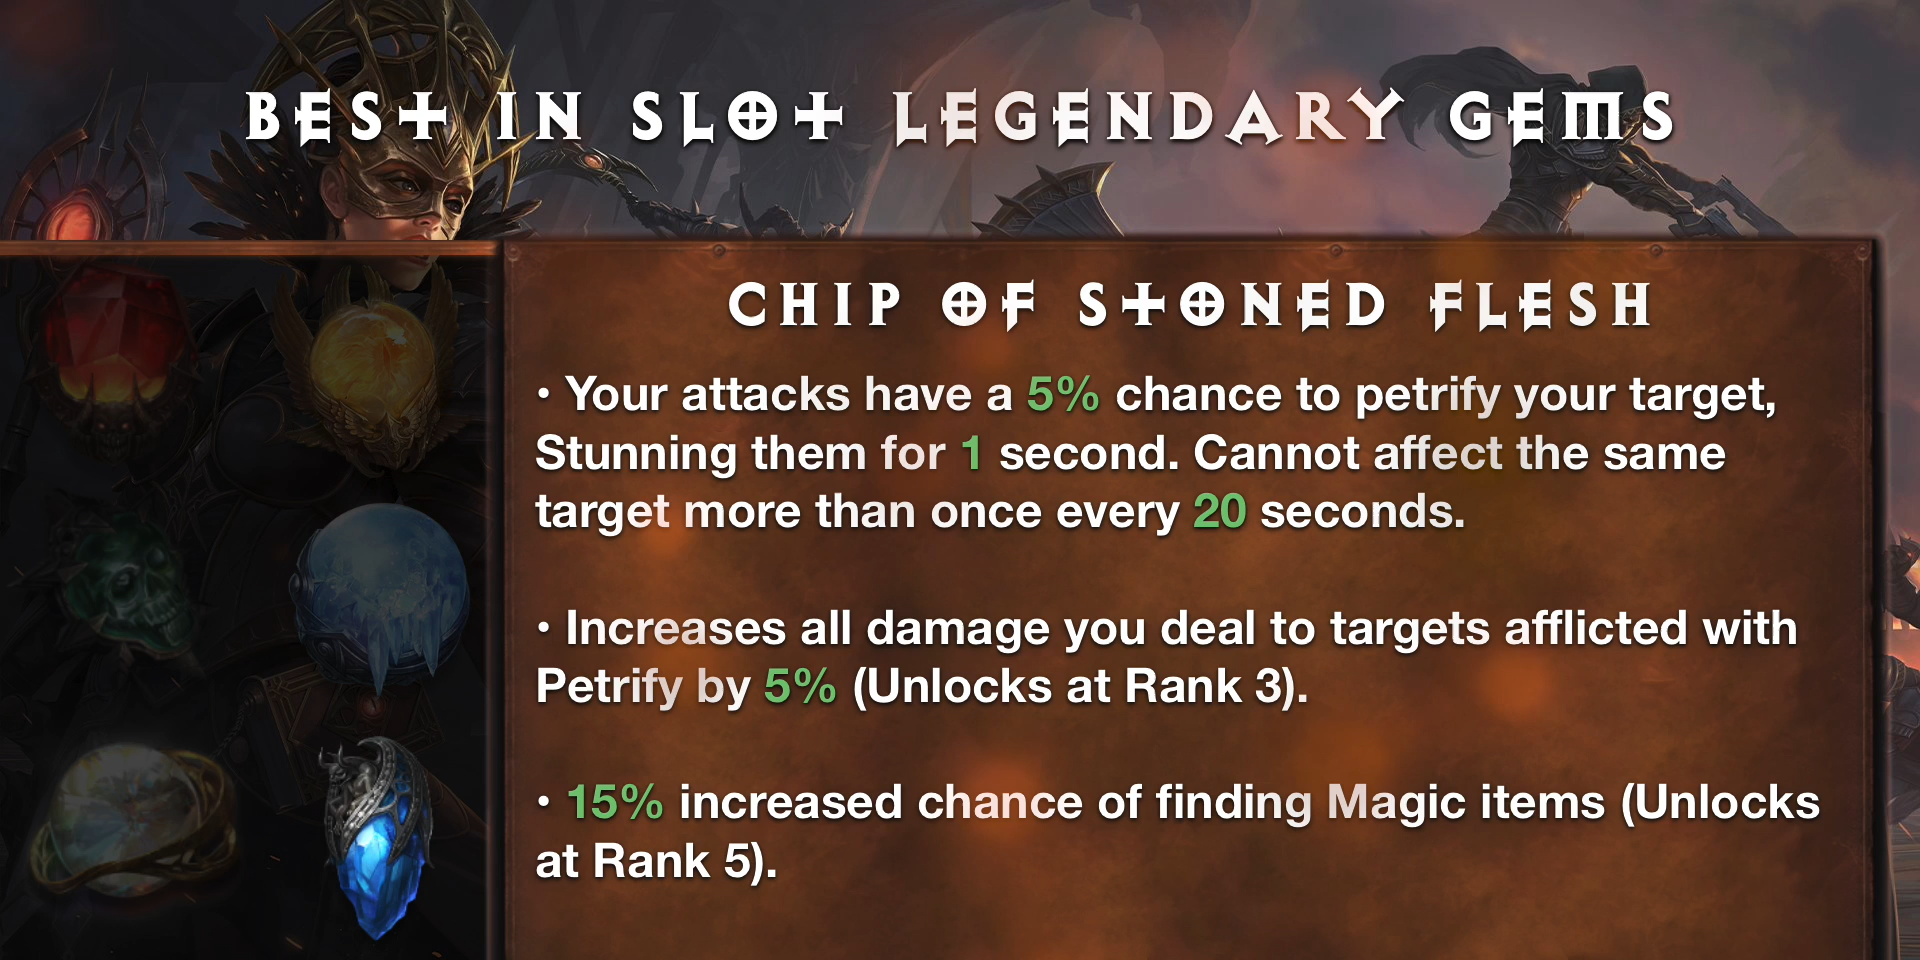 BEST IN SLOT LEGENDARY GEMS
CHIP OF STONED FLESH
• Your attacks have a 5% chance to petrify your target,
Stunning them for 1 second. Cannot affect the same
target more than once every 20 seconds.
• Increases all damage you deal to targets afflicted with
Petrify by 5% (Unlocks at Rank 3).
• 15% increased chance of finding Magic items (Unlocks
at Rank 5).